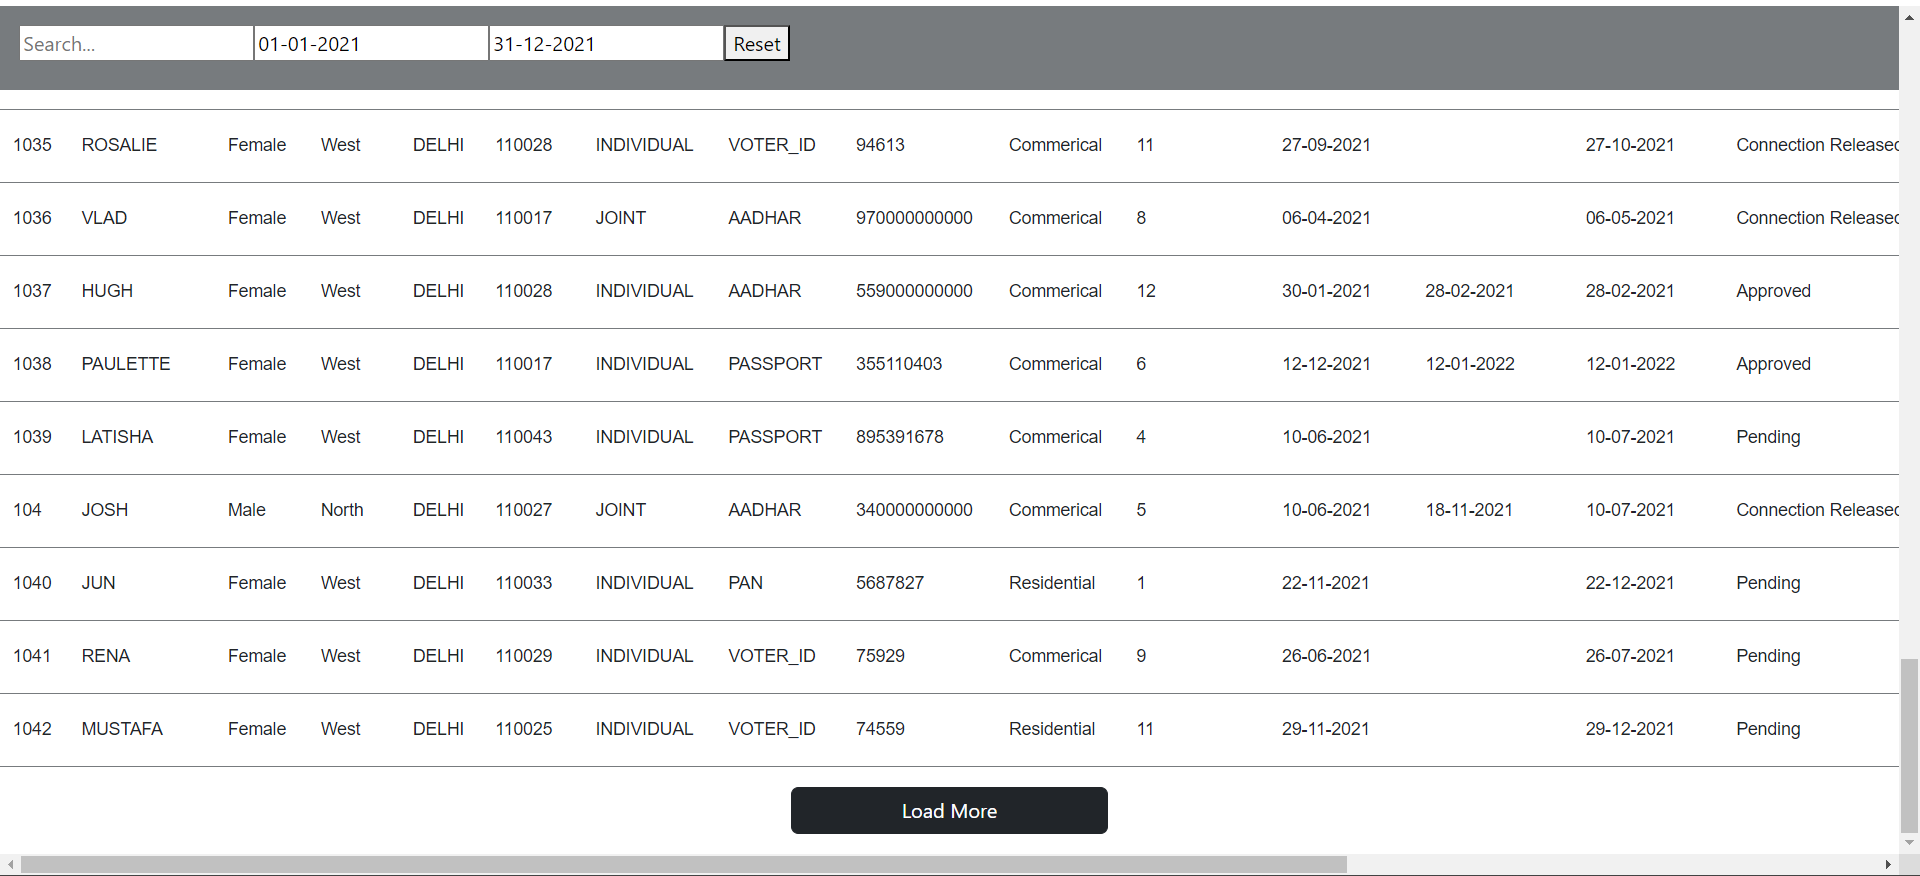 Search... 01-01-2021 31-12-2021 Reset
1035 ROSALIE Female West DELHI 110028 INDIVIDUAL VOTER_ID 94613 Commerical 11 27-09-2021 27-10-2021 Connection Released
1036 VLAD Female West DELHI 110017 JOINT AADHAR 970000000000 Commerical 8 06-04-2021 06-05-2021 Connection Released
1037 HUGH Female West DELHI 110028 INDIVIDUAL AADHAR 559000000000 Commerical 12 30-01-2021 28-02-2021 28-02-2021 Approved
1038 PAULETTE Female West DELHI 110017 INDIVIDUAL PASSPORT 355110403 Commerical 6 12-12-2021 12-01-2022 12-01-2022 Approved
1039 LATISHA Female West DELHI 110043 INDIVIDUAL PASSPORT 895391678 Commerical 4 10-06-2021 10-07-2021 Pending
104 JOSH Male North DELHI 110027 JOINT AADHAR 340000000000 Commerical 5 10-06-2021 18-11-2021 10-07-2021 Connection Released
1040 JUN Female West DELHI 110033 INDIVIDUAL PAN 5687827 Residential 1 22-11-2021 22-12-2021 Pending
1041 RENA Female West DELHI 110029 INDIVIDUAL VOTER_ID 75929 Commerical 9 26-06-2021 26-07-2021 Pending
1042 MUSTAFA Female West DELHI 110025 INDIVIDUAL VOTER_ID 74559 Residential 11 29-11-2021 29-12-2021 Pending
Load More